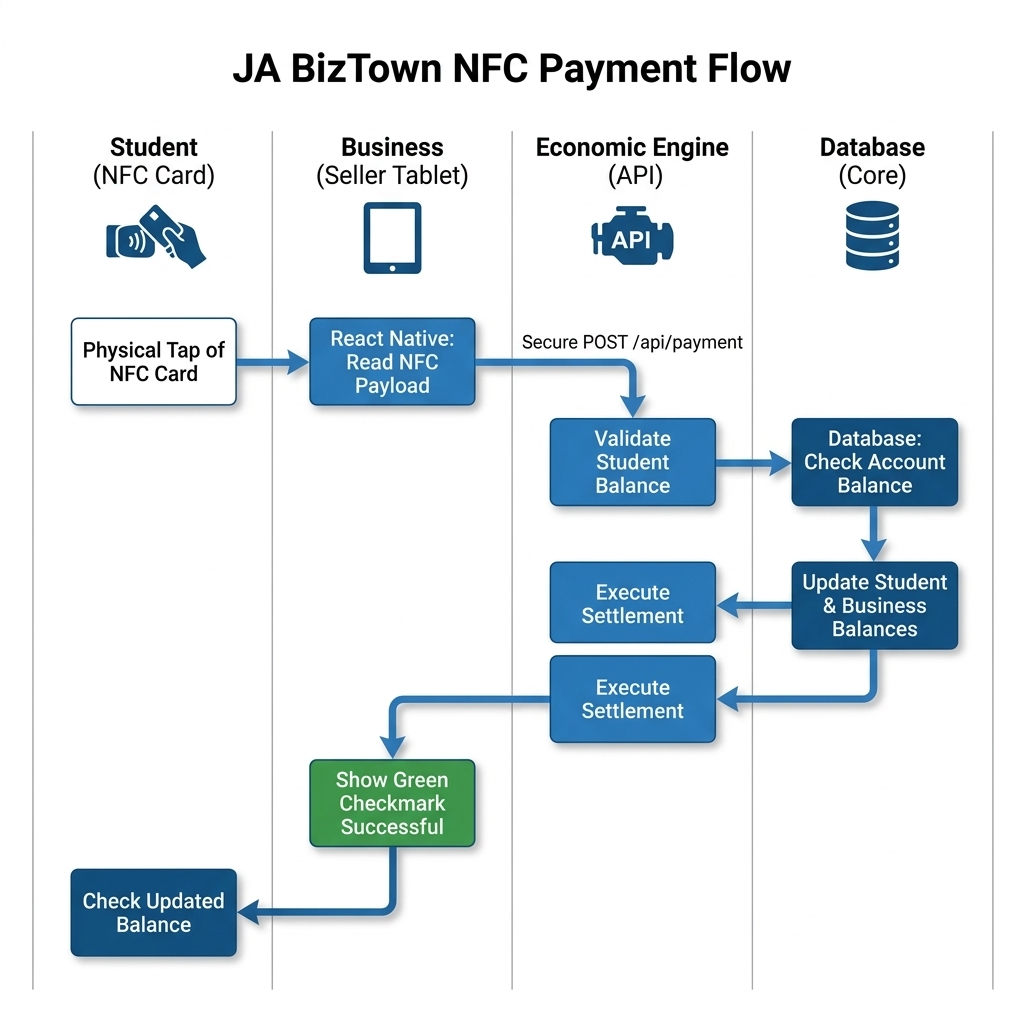 JA BizTown NFC Payment Flow
Student
(NFC Card)
Business
(Seller Tablet)
Economic Engine
(API)
Database
(Core)
API
Physical Tap of
NFC Card
React Native:
Read NFC
Payload
Secure POST /api/payment
Validate
Student
Balance
Database:
Check Account
Balance
Execute
Settlement
Update Student
& Business
Balances
Execute
Settlement
Show Green
Checkmark
Successful
Check Updated
Balance